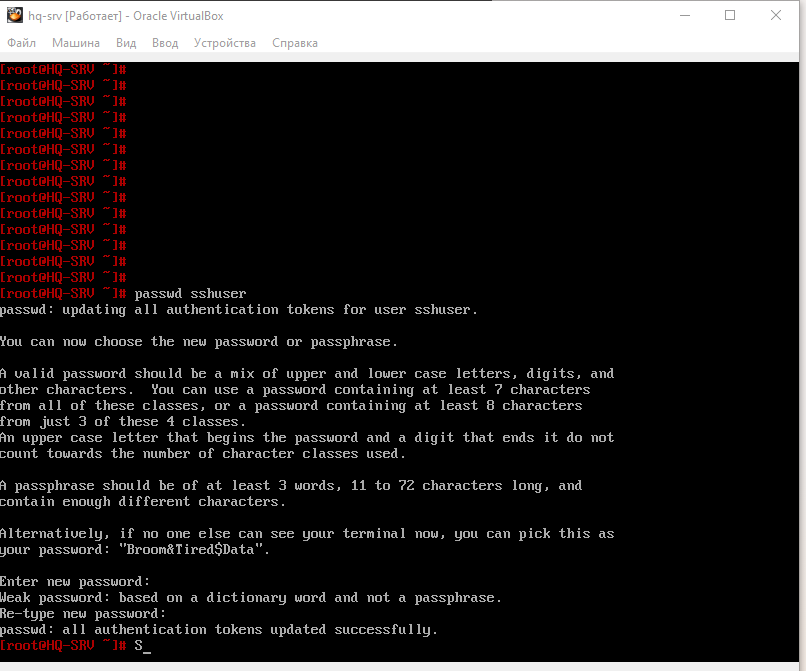 hq-srv [Работает] - Oracle VirtualBox
Файл Машина Вид Ввод Устройства Справка
[root@HQ-SRV ~]#
[root@HQ-SRV ~]#
[root@HQ-SRV ~]#
[root@HQ-SRV ~]#
[root@HQ-SRV ~]#
[root@HQ-SRV ~]#
[root@HQ-SRV ~]#
[root@HQ-SRV ~]#
[root@HQ-SRV ~]#
[root@HQ-SRV ~]#
[root@HQ-SRV ~]#
[root@HQ-SRV ~]#
[root@HQ-SRV ~]#
[root@HQ-SRV ~]#
[root@HQ-SRV ~]# passwd sshuser
passwd: updating all authentication tokens for user sshuser.
You can now choose the new password or passphrase.
A valid password should be a mix of upper and lower case letters, digits, and
other characters.  You can use a password containing at least 7 characters
from all of these classes, or a password containing at least 8 characters
from just 3 of these 4 classes.
An upper case letter that begins the password and a digit that ends it do not
count towards the number of character classes used.
A passphrase should be of at least 3 words, 11 to 72 characters long, and
contain enough different characters.
Alternatively, if no one else can see your terminal now, you can pick this as
your password: "Broom&Tired$Data".
Enter new password:
Weak password: based on a dictionary word and not a passphrase.
Re-type new password:
passwd: all authentication tokens updated successfully.
[root@HQ-SRV ~]# S_